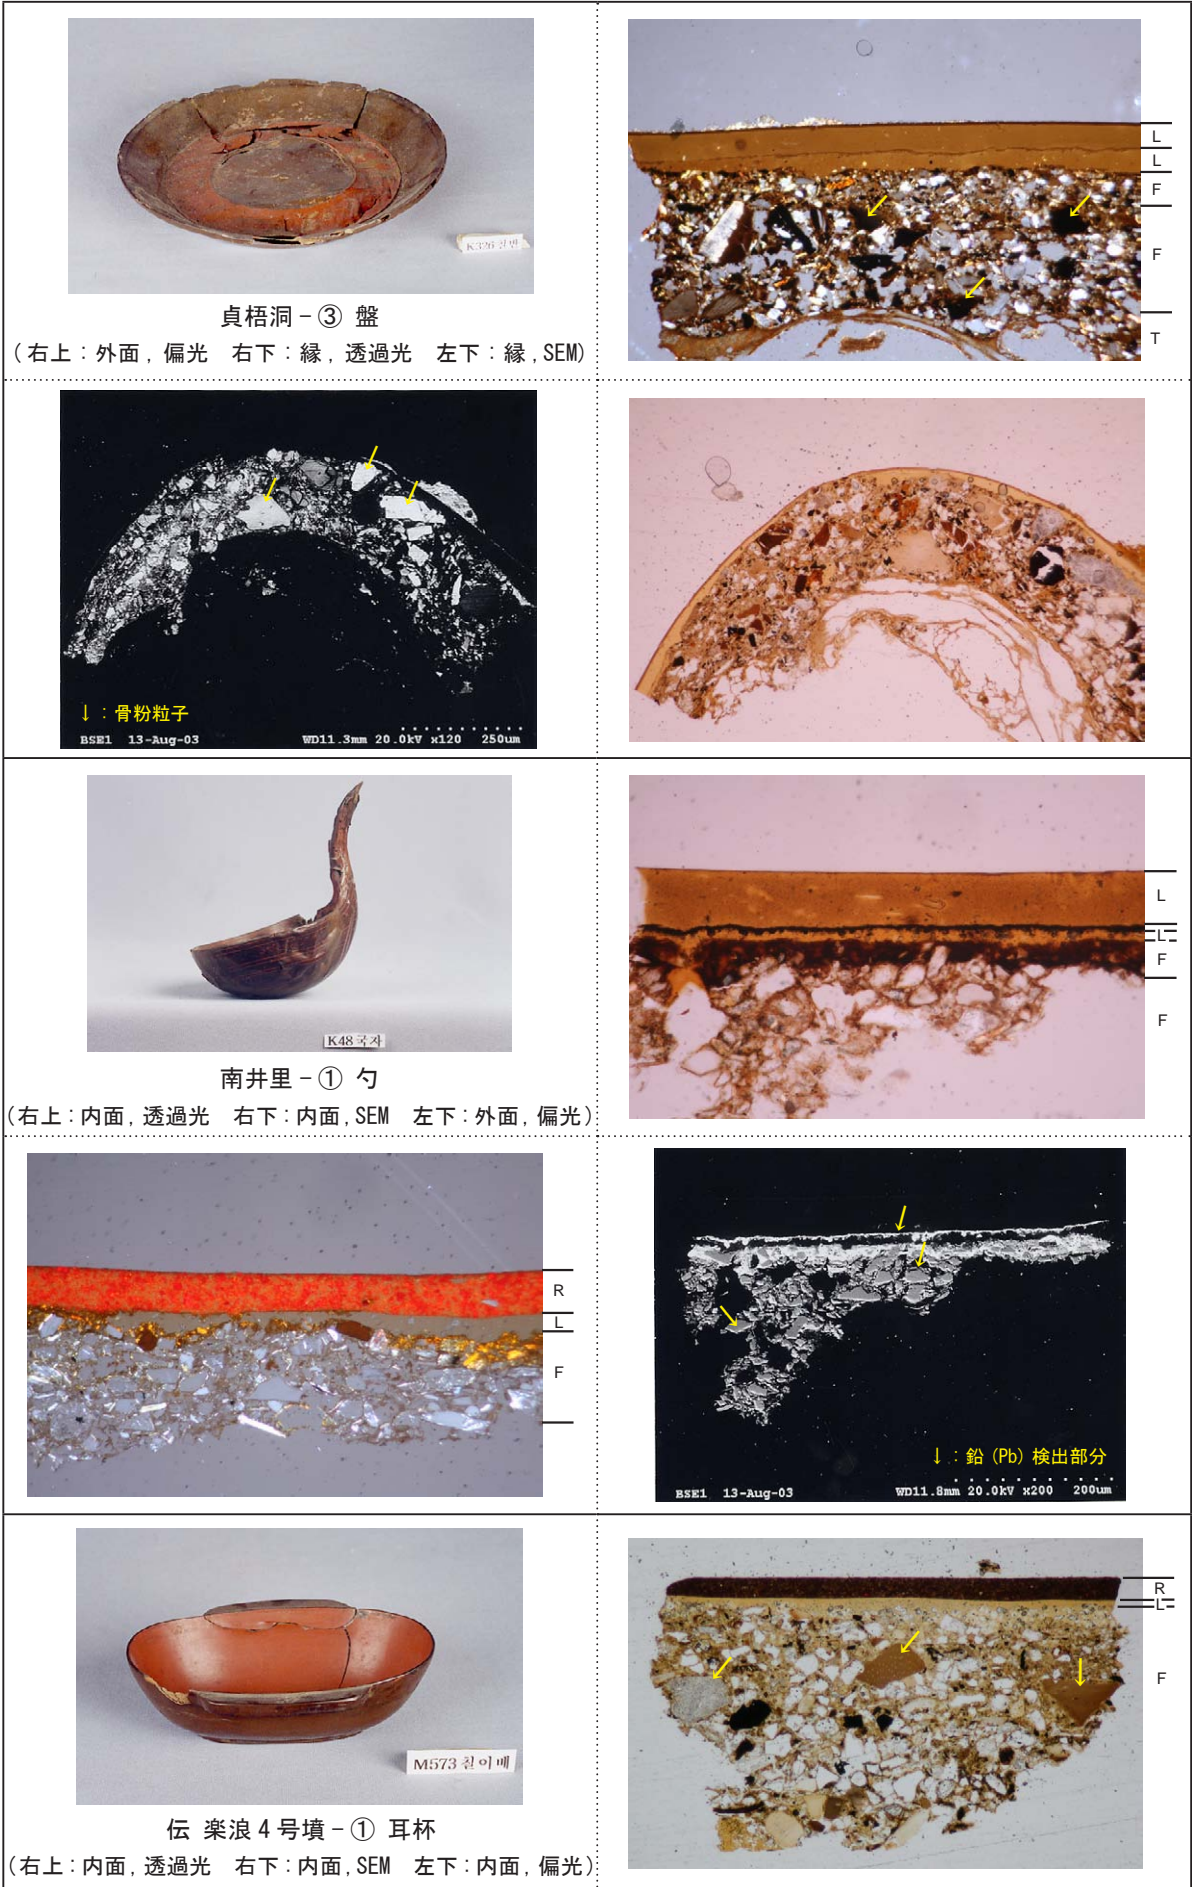 K326 칠반
貞梧洞－③ 盤
(右上：外面, 偏光 右下：縁, 透過光 左下：縁, SEM)
L
L
F
F
T
↓：骨粉粒子
BSE1 13-Aug-03 WD11.3mm 20.0kV x120 250um
K48 국자
南井里－① 勺
(右上：内面, 透過光 右下：内面, SEM 左下：外面, 偏光)
L
L
F
F
R
L
F
↓：鉛 (Pb) 検出部分
BSE1 13-Aug-03 WD11.8mm 20.0kV x200 200um
M573 칠이배
伝 楽浪 4 号墳－① 耳杯
(右上：内面, 透過光 右下：内面, SEM 左下：内面, 偏光)
R
L
F